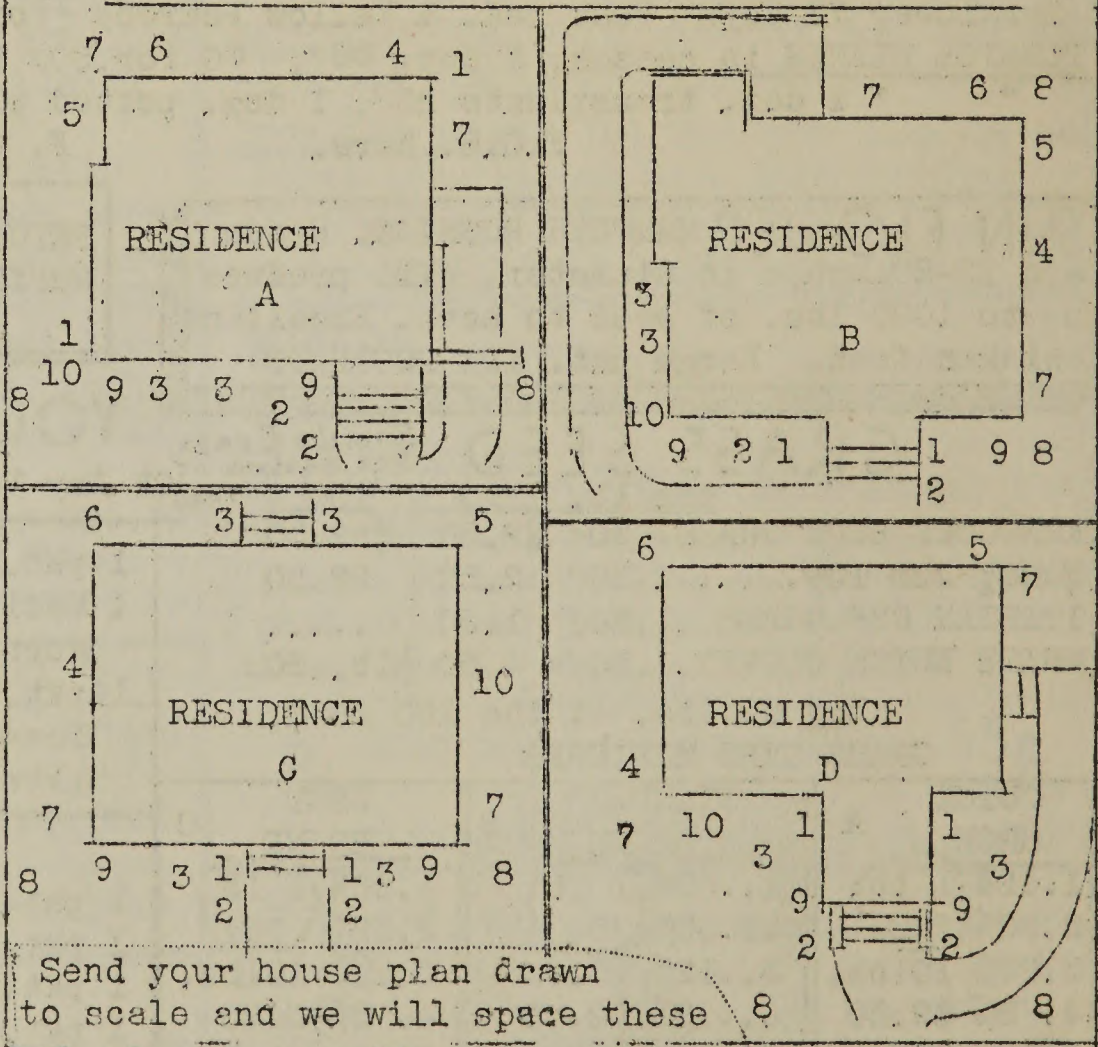 7 6 4 1
5 7
RESIDENCE
A
1
8 10 9 3 3 9 8
2
2
7 6 8
5
RESIDENCE
4
3
3 B
7
10
9 2 1 1 9 8
2
6 3 3 5
4 10
RESIDENCE
C
7 7
8 9 3 1 1 3 9 8
2 2
6 5 7
RESIDENCE
4 D
7 10 1 1
3 3
9 9
2 2
8 8
Send your house plan drawn
to scale and we will space these